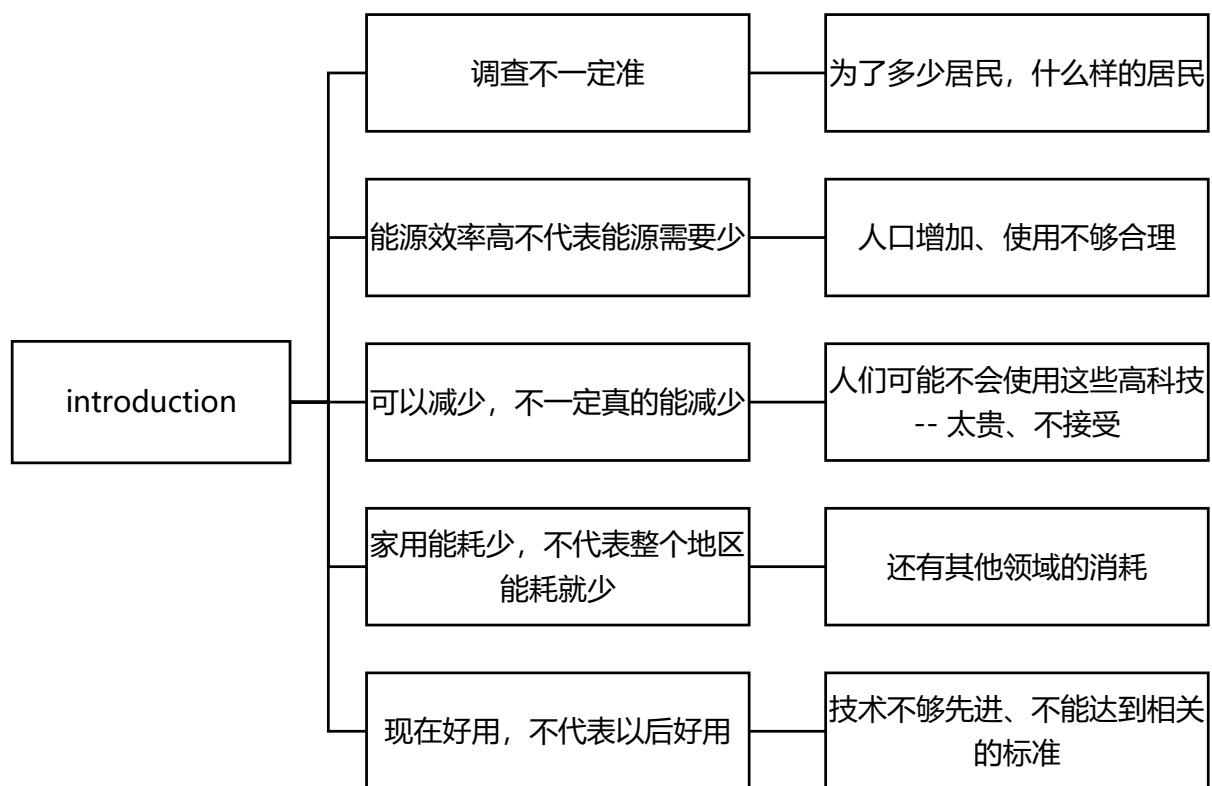 调查不一定准
为了多少居民，什么样的居民
能源效率高不代表能源需要少
人口增加、使用不够合理
introduction
可以减少，不一定真的能减少
人们可能不会使用这些高科技
-- 太贵、不接受
家用能耗少，不代表整个地区
能耗就少
还有其他领域的消耗
现在好用，不代表以后好用
技术不够先进、不能达到相关
的标准